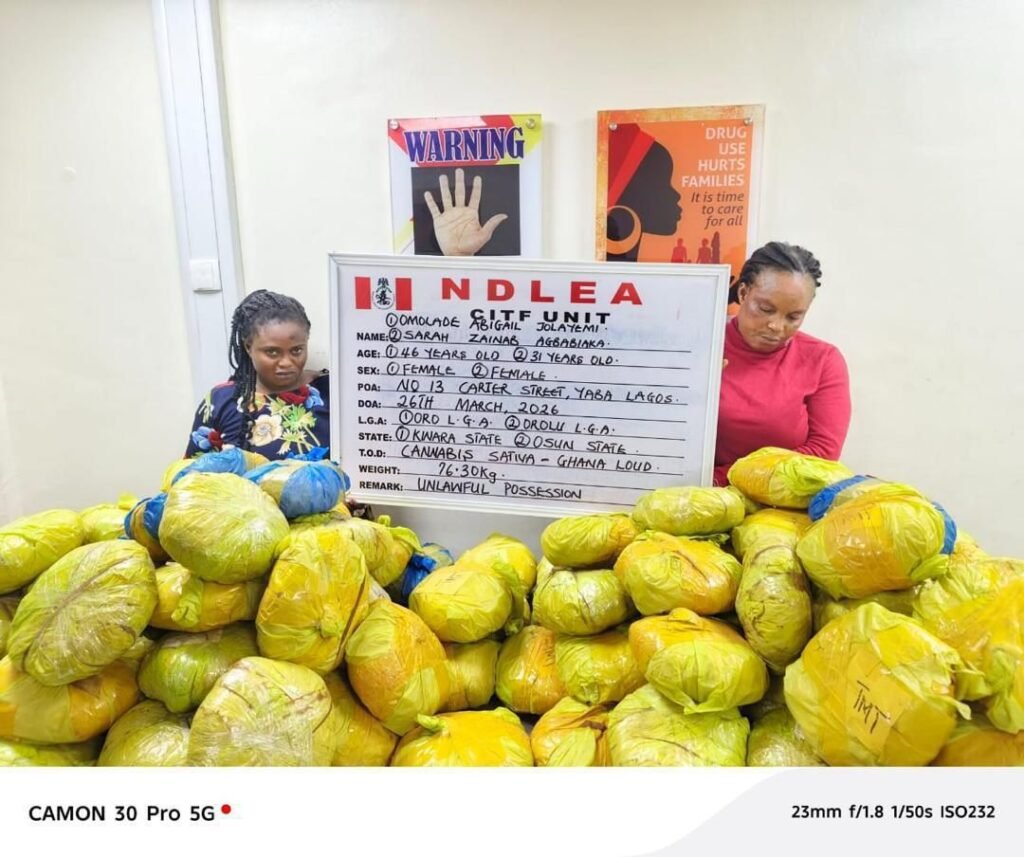 WARNING
DRUG
USE
HURTS
FAMILIES
It is time
to care
for all
NDLEA
CITF UNIT
① OMOLADE ABIGAIL JOLAYEMI.
NAME: ② SARAH ZAINAB AGBABIAKA.
AGE: ① 46 YEARS OLD ② 31 YEARS OLD.
SEX: ① FEMALE ② FEMALE
POA: NO 13 CARTER STREET, YABA LAGOS.
DOA: 26TH MARCH, 2026
L.G.A: ① ORO L.G.A. ② OROLU L.G.A.
STATE: ① KWARA STATE ② OSUN STATE.
T.O.D: CANNABIS SATIVA - GHANA LOUD.
WEIGHT: 76.30Kg.
REMARK: UNLAWFUL POSSESSION
TMT
CAMON 30 Pro 5G
23mm f/1.8 1/50s ISO232